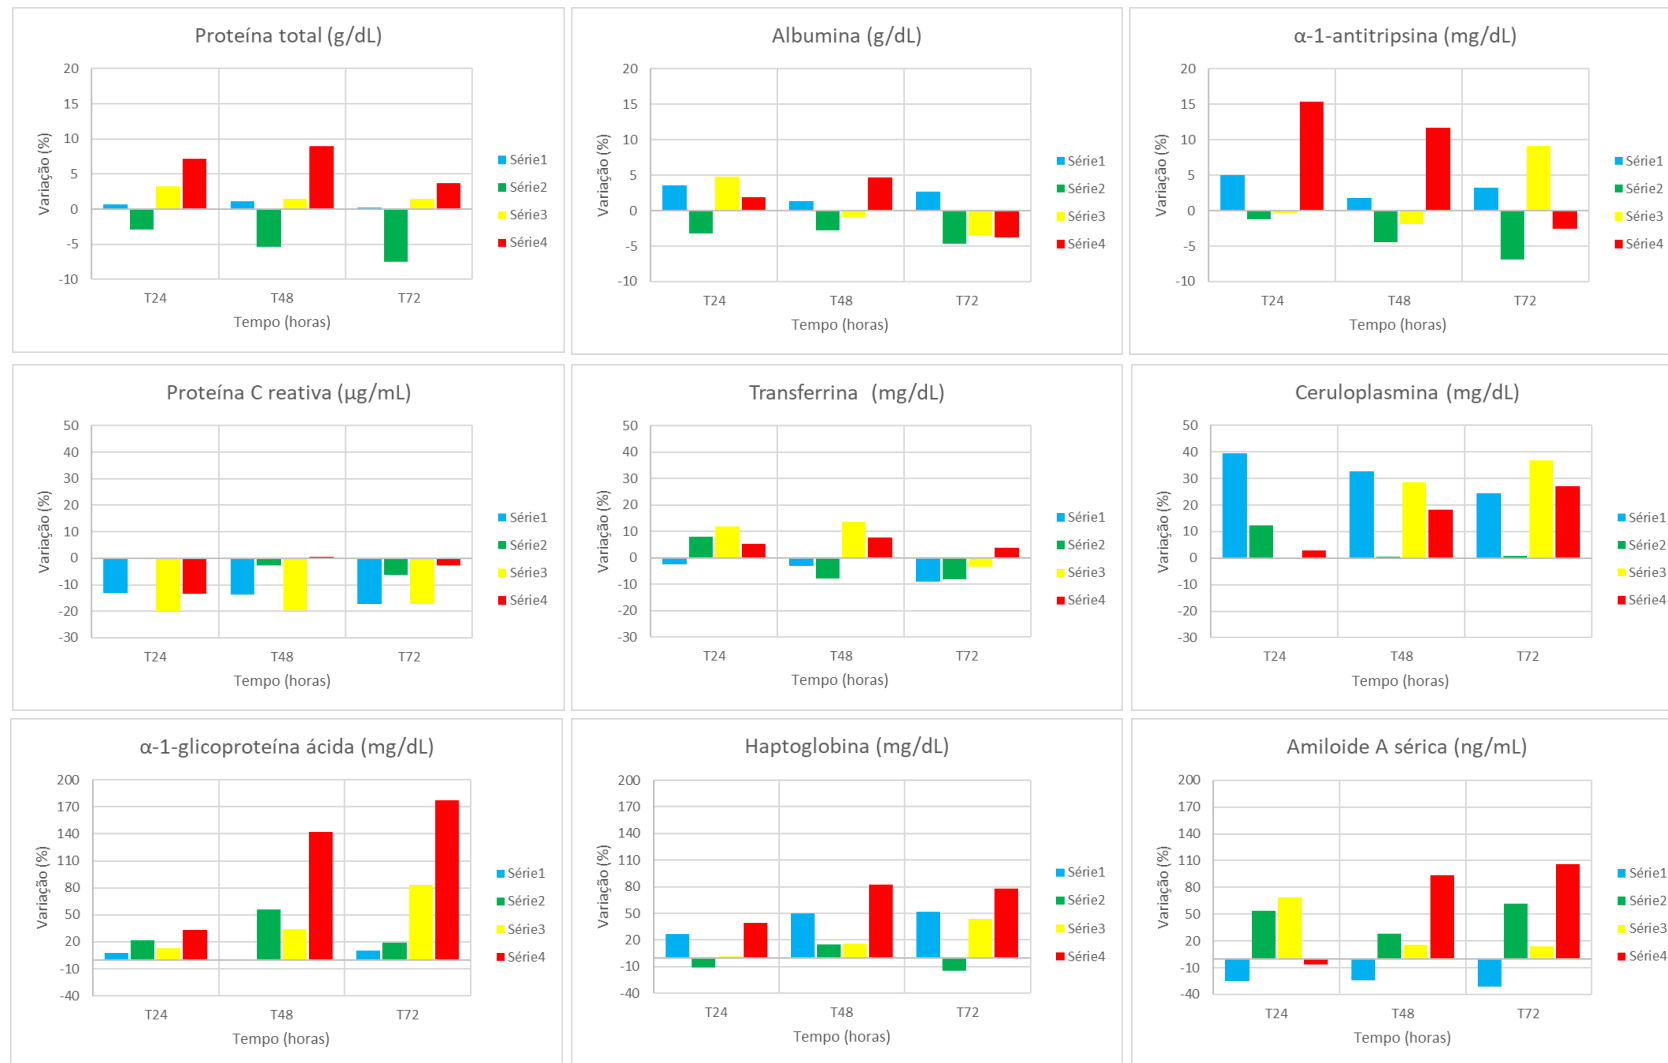 Proteína total (g/dL)
20
15
10
5
0
-5
-10
Variação (%)
T24
T48
T72
Tempo (horas)
Série1
Série2
Série3
Série4
Albumina (g/dL)
20
15
10
5
0
-5
-10
Variação (%)
T24
T48
T72
Tempo (horas)
Série1
Série2
Série3
Série4
α-1-antitripsina (mg/dL)
20
15
10
5
0
-5
-10
Variação (%)
T24
T48
T72
Tempo (horas)
Série1
Série2
Série3
Série4
Proteína C reativa (µg/mL)
50
40
30
20
10
0
-10
-20
-30
Variação (%)
T24
T48
T72
Tempo (horas)
Série1
Série2
Série3
Série4
Transferrina (mg/dL)
50
40
30
20
10
0
-10
-20
-30
Variação (%)
T24
T48
T72
Tempo (horas)
Série1
Série2
Série3
Série4
Ceruloplasmina (mg/dL)
50
40
30
20
10
0
-10
-20
-30
Variação (%)
T24
T48
T72
Tempo (horas)
Série1
Série2
Série3
Série4
α-1-glicoproteína ácida (mg/dL)
200
170
140
110
80
50
20
-10
-40
Variação (%)
T24
T48
T72
Tempo (horas)
Série1
Série2
Série3
Série4
Haptoglobina (mg/dL)
200
170
140
110
80
50
20
-10
-40
Variação (%)
T24
T48
T72
Tempo (horas)
Série1
Série2
Série3
Série4
Amiloide A sérica (ng/mL)
200
170
140
110
80
50
20
-10
-40
Variação (%)
T24
T48
T72
Tempo (horas)
Série1
Série2
Série3
Série4